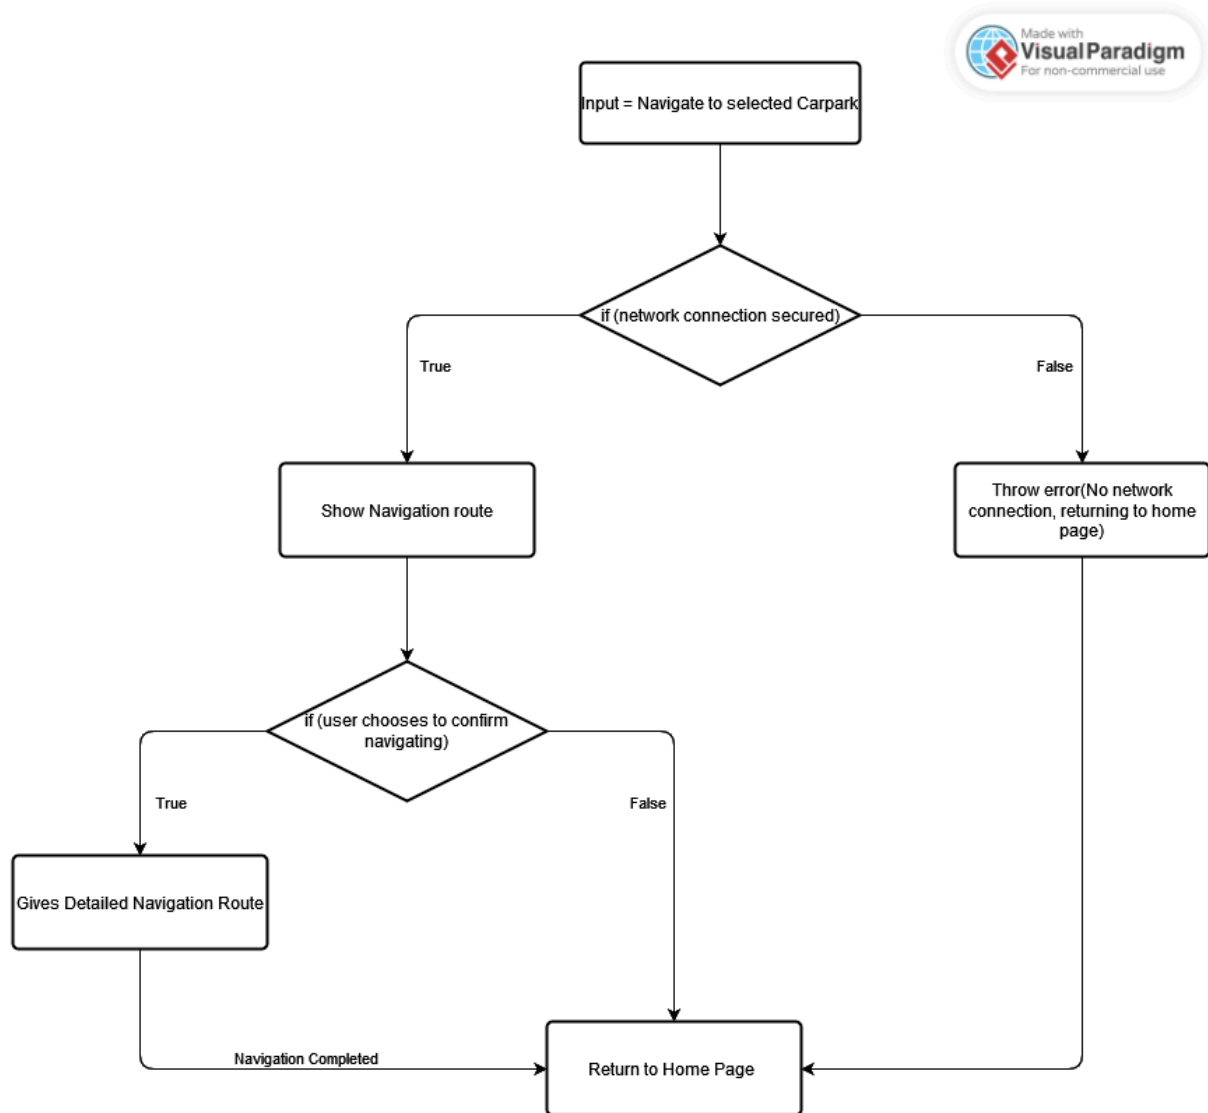 Made with
Visual Paradigm
For non-commercial use
Input = Navigate to selected Carpark
if (network connection secured)
True
False
Show Navigation route
Throw error(No network
connection, returning to home
page)
if (user chooses to confirm
navigating)
True
False
Gives Detailed Navigation Route
Navigation Completed
Return to Home Page